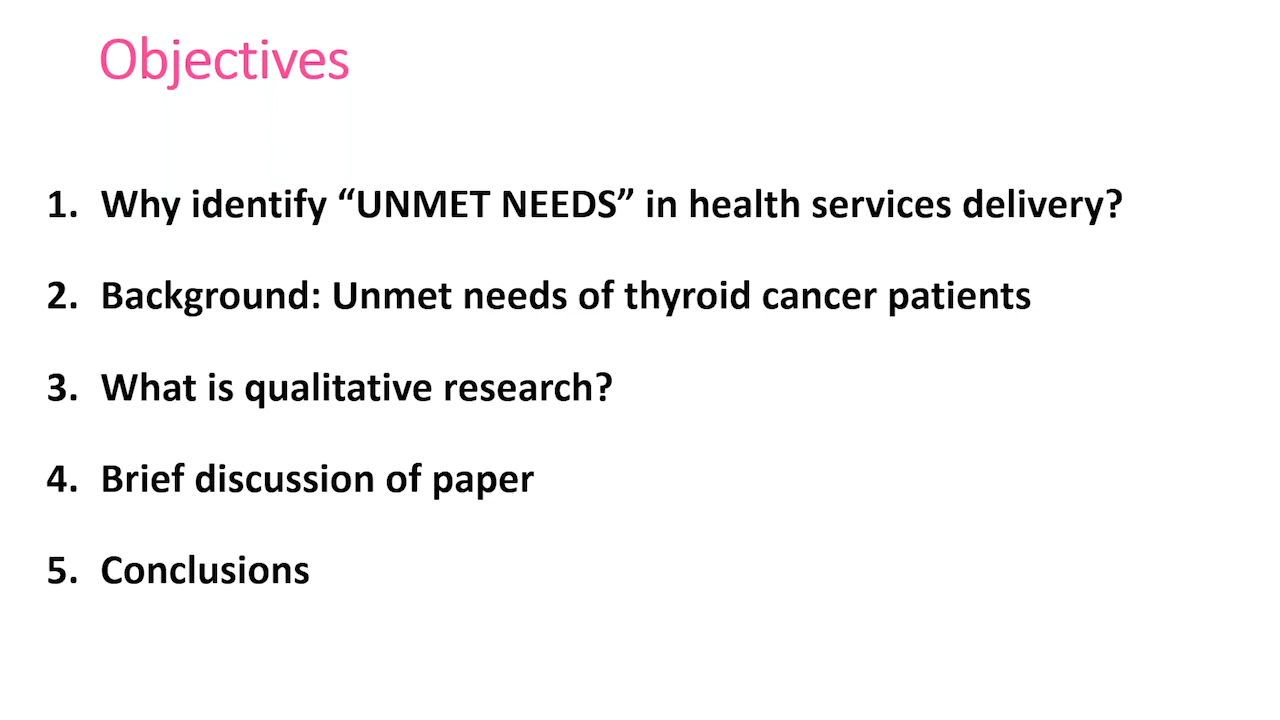 Objectives
1. Why identify “UNMET NEEDS” in health services delivery?
2. Background: Unmet needs of thyroid cancer patients
3. What is qualitative research?
4. Brief discussion of paper
5. Conclusions